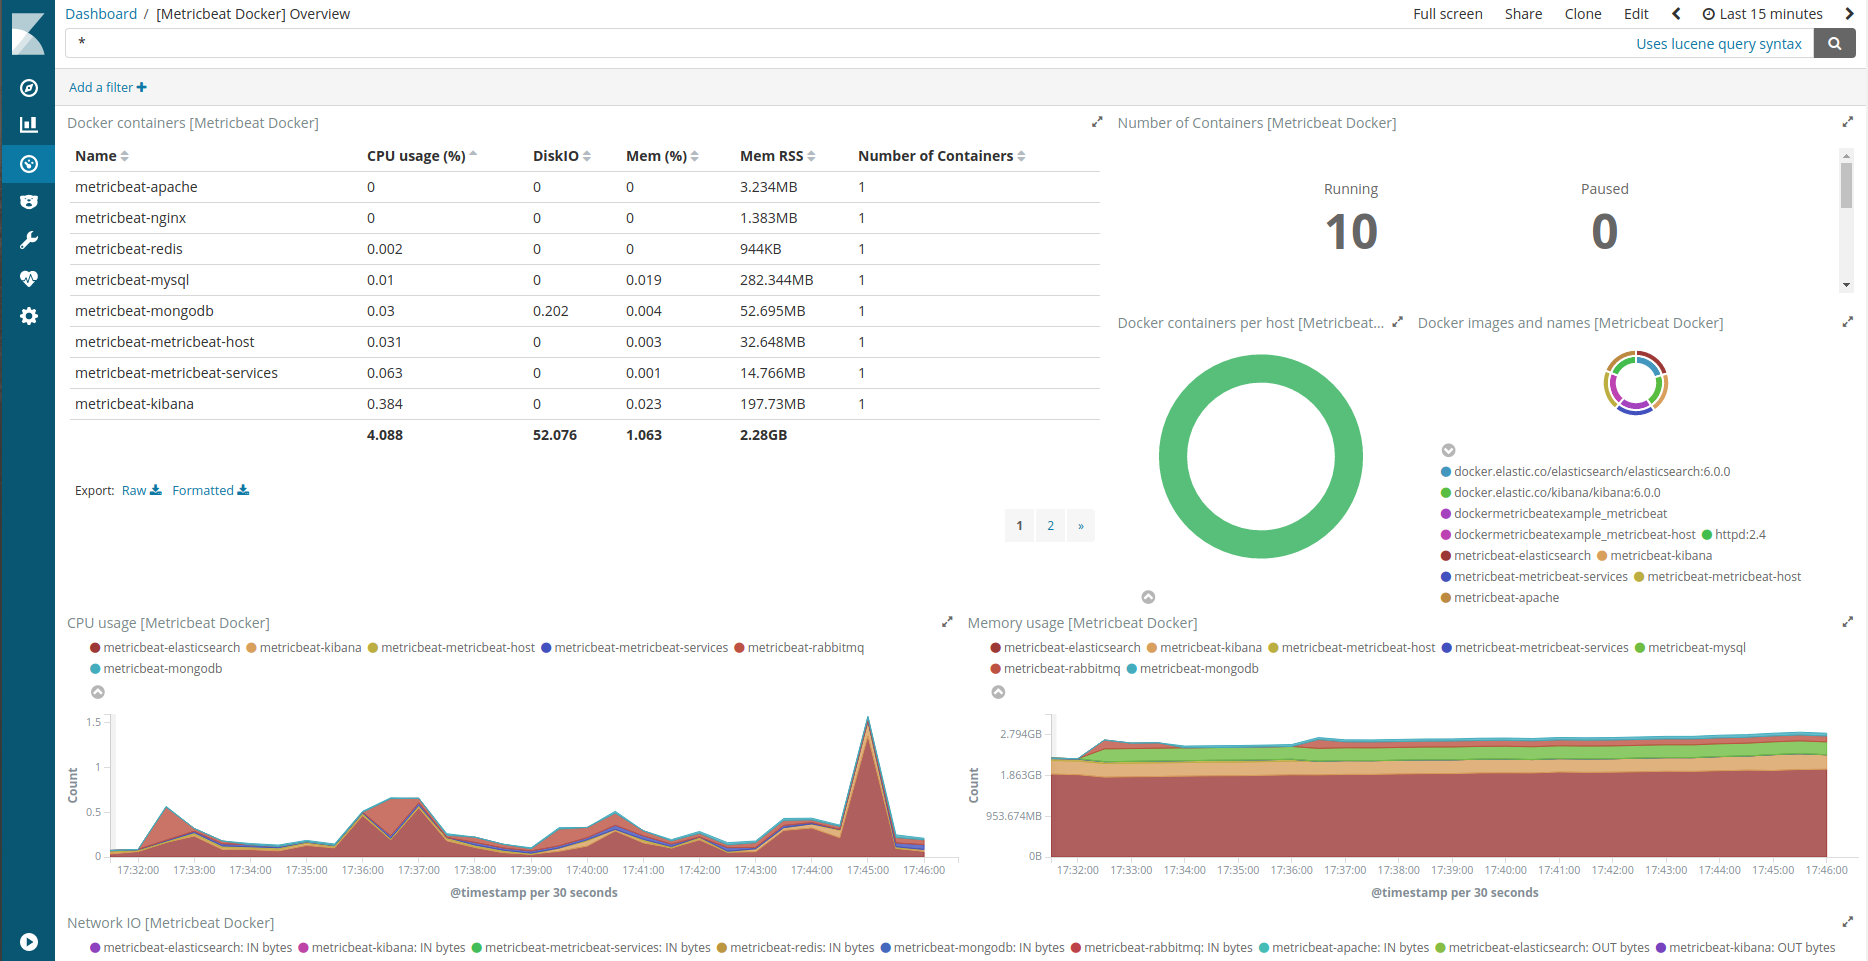 Dashboard / [Metricbeat Docker] Overview
Full screen Share Clone Edit Last 15 minutes
*
Uses lucene query syntax
Add a filter
Docker containers [Metricbeat Docker]
Name CPU usage (%) DiskIO Mem (%) Mem RSS Number of Containers
metricbeat-apache 0 0 0 3.234MB 1
metricbeat-nginx 0 0 0 1.383MB 1
metricbeat-redis 0.002 0 0 944KB 1
metricbeat-mysql 0.01 0 0.019 282.344MB 1
metricbeat-mongodb 0.03 0.202 0.004 52.695MB 1
metricbeat-metricbeat-host 0.031 0 0.003 32.648MB 1
metricbeat-metricbeat-services 0.063 0 0.001 14.766MB 1
metricbeat-kibana 0.384 0 0.023 197.73MB 1
4.088 52.076 1.063 2.28GB
Export: Raw Formatted
1 2 »
Number of Containers [Metricbeat Docker]
Running Paused
10 0
Docker containers per host [Metricbeat...
Docker images and names [Metricbeat Docker]
docker.elastic.co/elasticsearch/elasticsearch:6.0.0
docker.elastic.co/kibana/kibana:6.0.0
dockermetricbeatexample_metricbeat
dockermetricbeatexample_metricbeat-host httpd:2.4
metricbeat-elasticsearch metricbeat-kibana
metricbeat-metricbeat-services metricbeat-metricbeat-host
metricbeat-apache
CPU usage [Metricbeat Docker]
metricbeat-elasticsearch metricbeat-kibana metricbeat-metricbeat-host metricbeat-metricbeat-services metricbeat-rabbitmq
metricbeat-mongodb
1.5
1
0.5
0
Count
17:32:00 17:33:00 17:34:00 17:35:00 17:36:00 17:37:00 17:38:00 17:39:00 17:40:00 17:41:00 17:42:00 17:43:00 17:44:00 17:45:00 17:46:00
@timestamp per 30 seconds
Memory usage [Metricbeat Docker]
metricbeat-elasticsearch metricbeat-kibana metricbeat-metricbeat-host metricbeat-metricbeat-services metricbeat-mysql
metricbeat-rabbitmq metricbeat-mongodb
2.794GB
1.863GB
953.674MB
0B
Count
17:32:00 17:33:00 17:34:00 17:35:00 17:36:00 17:37:00 17:38:00 17:39:00 17:40:00 17:41:00 17:42:00 17:43:00 17:44:00 17:45:00 17:46:00
@timestamp per 30 seconds
Network IO [Metricbeat Docker]
metricbeat-elasticsearch: IN bytes metricbeat-kibana: IN bytes metricbeat-metricbeat-services: IN bytes metricbeat-redis: IN bytes metricbeat-mongodb: IN bytes metricbeat-rabbitmq: IN bytes metricbeat-apache: IN bytes metricbeat-elasticsearch: OUT bytes metricbeat-kibana: OUT bytes